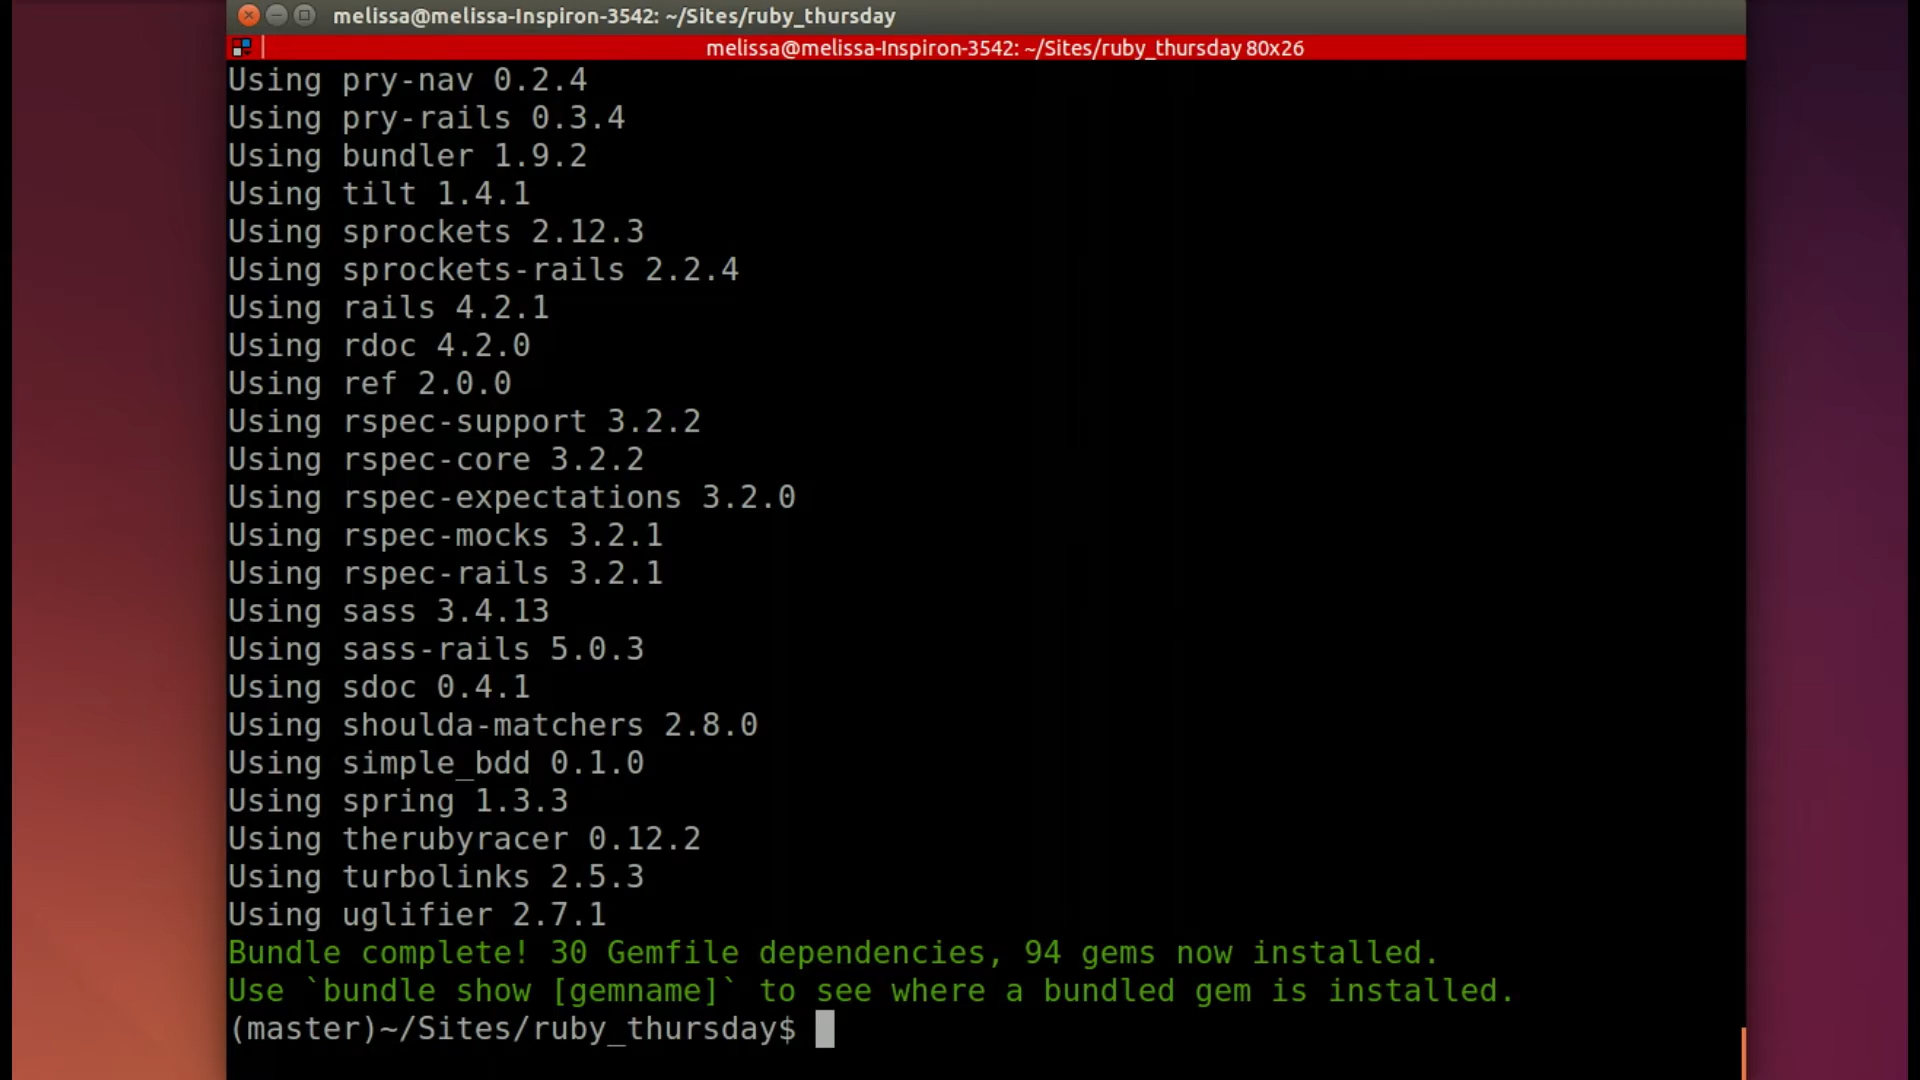 melissa@melissa-Inspiron-3542: ~/Sites/ruby_thursday
melissa@melissa-Inspiron-3542: ~/Sites/ruby_thursday 80x26
Using pry-nav 0.2.4
Using pry-rails 0.3.4
Using bundler 1.9.2
Using tilt 1.4.1
Using sprockets 2.12.3
Using sprockets-rails 2.2.4
Using rails 4.2.1
Using rdoc 4.2.0
Using ref 2.0.0
Using rspec-support 3.2.2
Using rspec-core 3.2.2
Using rspec-expectations 3.2.0
Using rspec-mocks 3.2.1
Using rspec-rails 3.2.1
Using sass 3.4.13
Using sass-rails 5.0.3
Using sdoc 0.4.1
Using shoulda-matchers 2.8.0
Using simple_bdd 0.1.0
Using spring 1.3.3
Using therubyracer 0.12.2
Using turbolinks 2.5.3
Using uglifier 2.7.1
Bundle complete! 30 Gemfile dependencies, 94 gems now installed.
Use `bundle show [gemname]` to see where a bundled gem is installed.
(master)~/Sites/ruby_thursday$